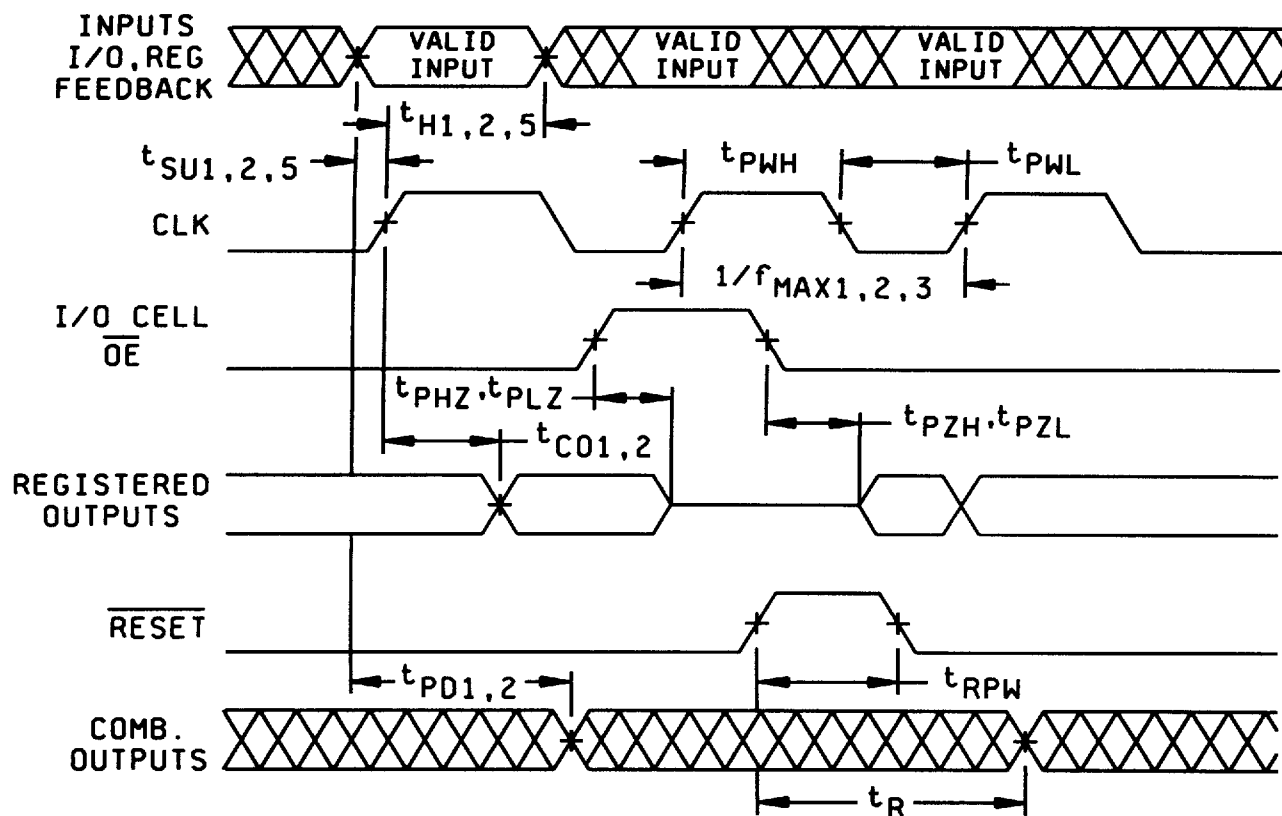 INPUTS
I/O,REG
FEEDBACK
VALID
INPUT
VALID
INPUT
VALID
INPUT
tH1,2,5
tSU1,2,5
tPWH
tPWL
CLK
1/fMAX1,2,3
I/O CELL
OE
tPHZ,tPLZ
tPZH,tPZL
tCO1,2
REGISTERED
OUTPUTS
RESET
tPD1,2
tRPW
COMB.
OUTPUTS
tR